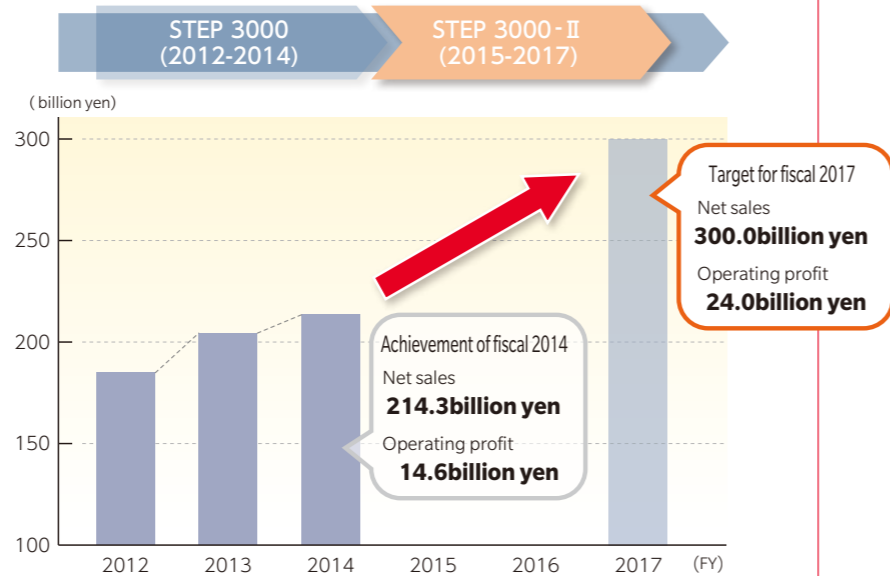 STEP 3000
(2012-2014)
STEP 3000-II
(2015-2017)
(billion yen)
300
250
200
150
100
Target for fiscal 2017
Net sales
300.0billion yen
Operating profit
24.0billion yen
Achievement of fiscal 2014
Net sales
214.3billion yen
Operating profit
14.6billion yen
2012 2013 2014 2015 2016 2017 (FY)